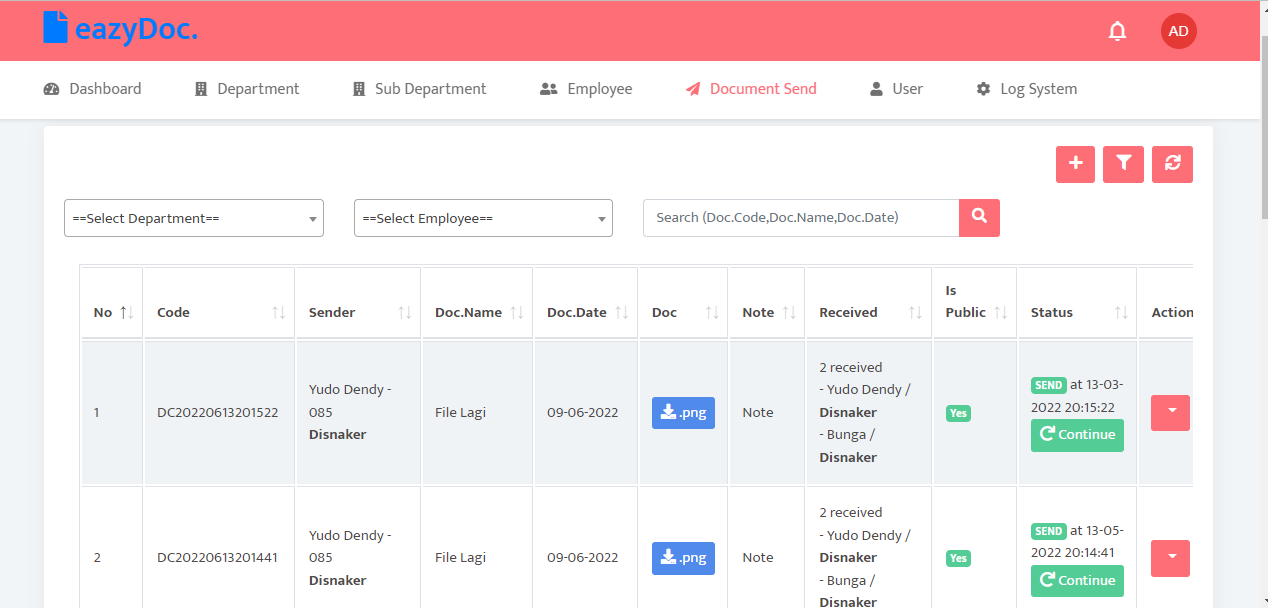 eazyDoc.
AD
Dashboard
Department
Sub Department
Employee
Document Send
User
Log System
==Select Department==
==Select Employee==
Search (Doc.Code,Doc.Name,Doc.Date)
No
Code
Sender
Doc.Name
Doc.Date
Doc
Note
Received
Is
Public
Status
Action
1
DC20220613201522
Yudo Dendy -
085
Disnaker
File Lagi
09-06-2022
.png
Note
2 received
- Yudo Dendy /
Disnaker
- Bunga /
Disnaker
Yes
SEND at 13-03-
2022 20:15:22
Continue
2
DC20220613201441
Yudo Dendy -
085
Disnaker
File Lagi
09-06-2022
.png
Note
2 received
- Yudo Dendy /
Disnaker
- Bunga /
Disnaker
Yes
SEND at 13-05-
2022 20:14:41
Continue